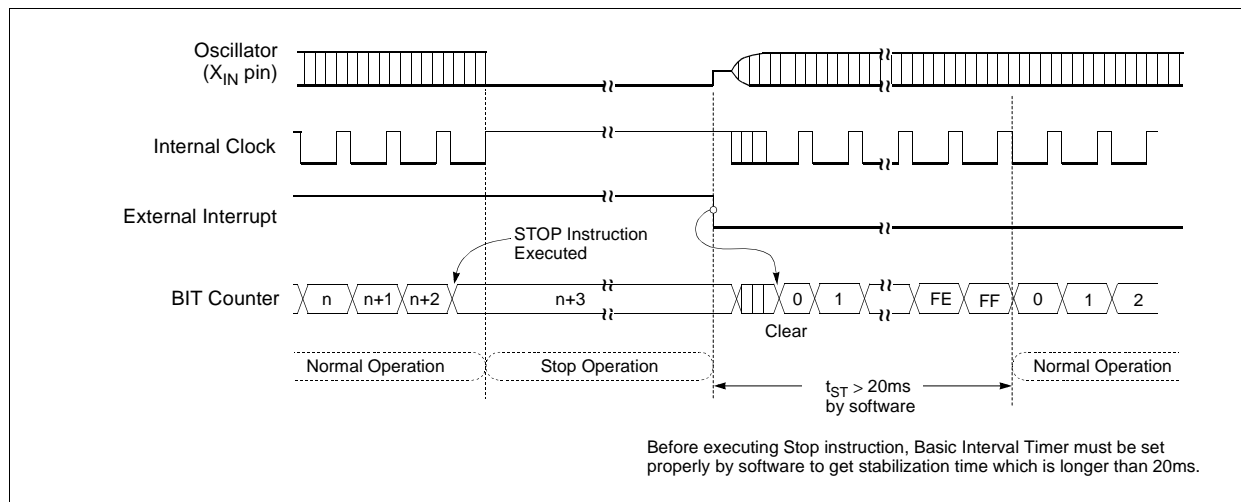 Oscillator
(XIN pin)
Internal Clock
External Interrupt
STOP Instruction
Executed
BIT Counter
n n+1 n+2 n+3 0 1 FE FF 0 1 2
Clear
Normal Operation Stop Operation Normal Operation
tST > 20ms
by software
Before executing Stop instruction, Basic Interval Timer must be set
properly by software to get stabilization time which is longer than 20ms.